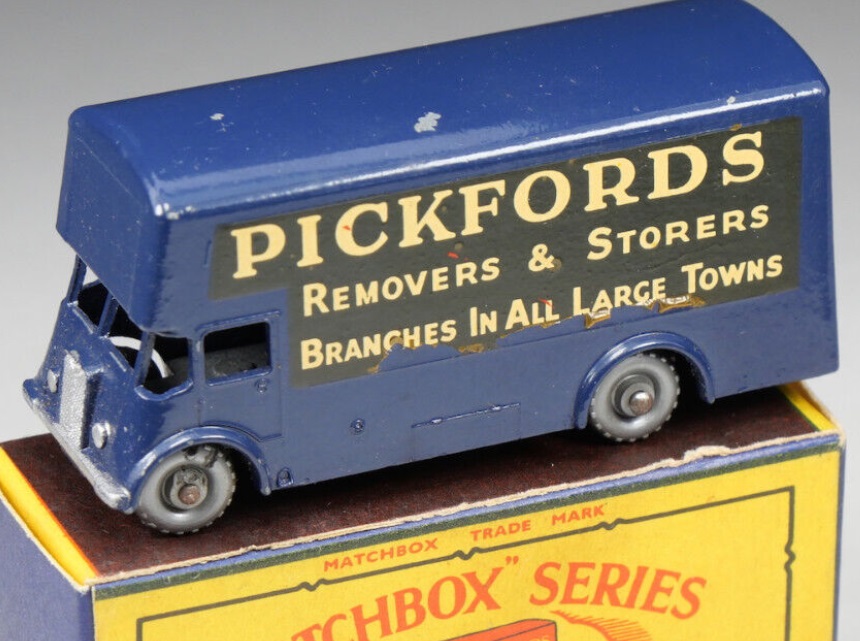 PICKFORDS
REMOVERS & STORERS
BRANCHES IN ALL LARGE TOWNS
MATCHBOX TRADE MARK
TCHBOX" SERIES